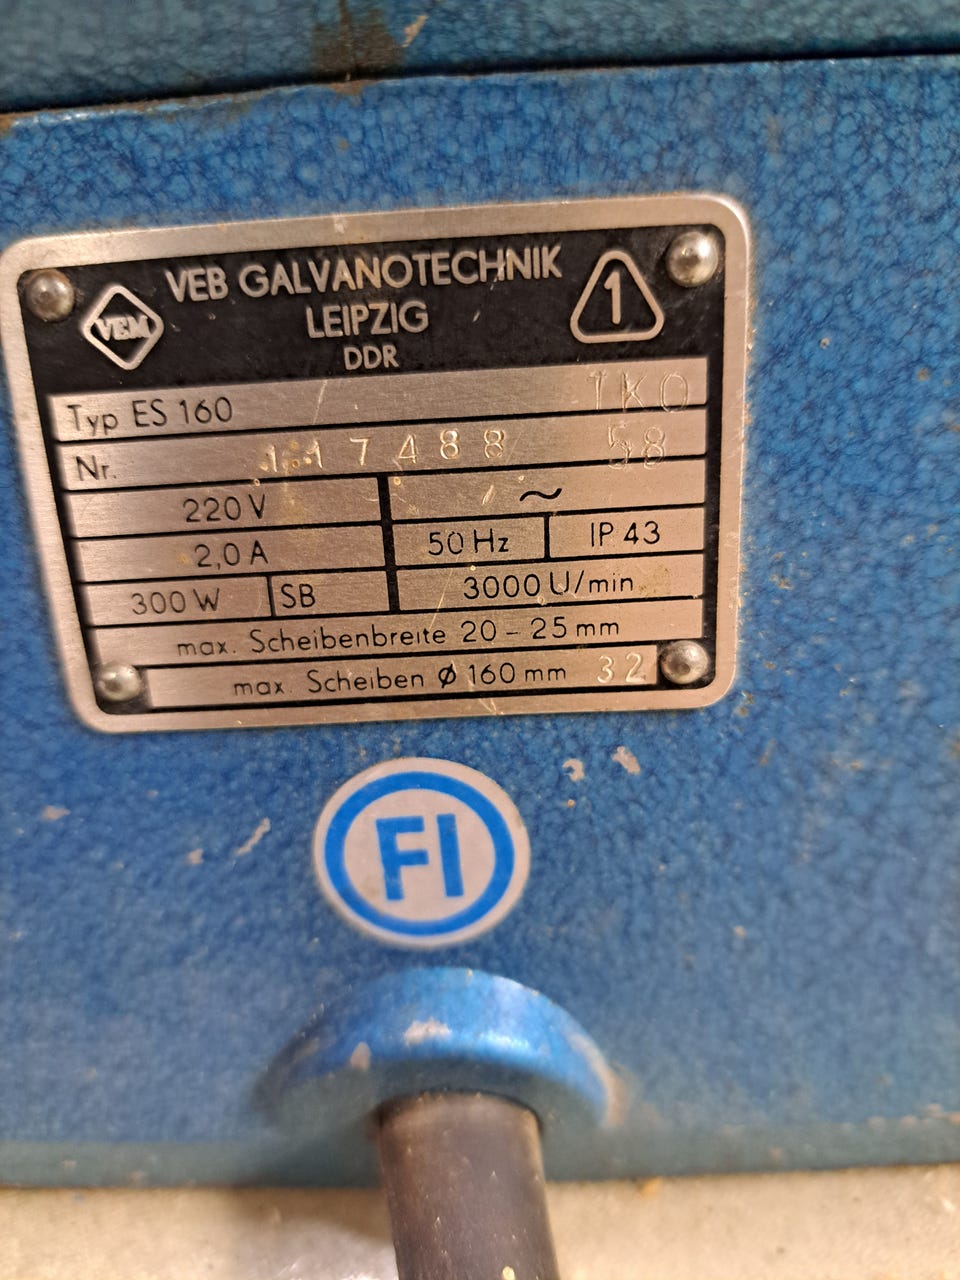 VEM
VEB GALVANOTECHNIK
LEIPZIG
DDR
1
Typ ES 160 TKO
Nr. 117488 58
220 V ~
2,0 A 50 Hz IP 43
300 W SB 3000 U/min
max. Scheibenbreite 20 – 25 mm
max. Scheiben Ø 160 mm 32
FI